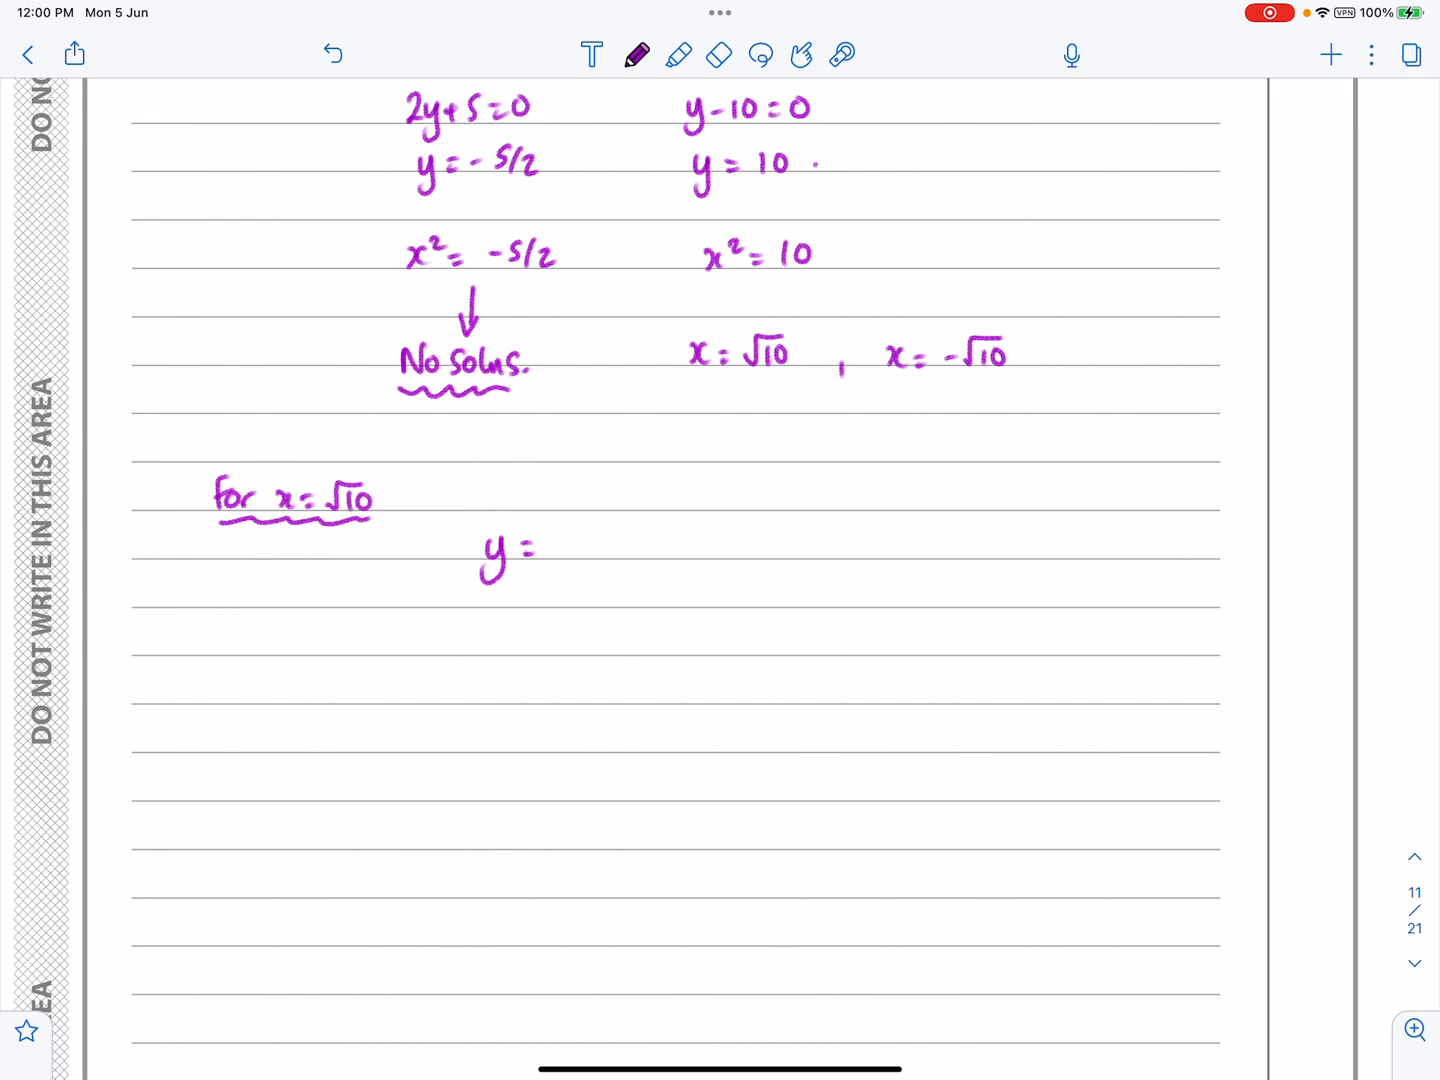 12:00 PM Mon 5 Jun
VPN 100%
T
DO NO
2y+5=0 y-10=0
y=-5/2 y=10
x²=-5/2 x²=10
No solns. x=√10 , x=-√10
DO NOT WRITE IN THIS AREA
For x=√10
y=
11
/
21
EA